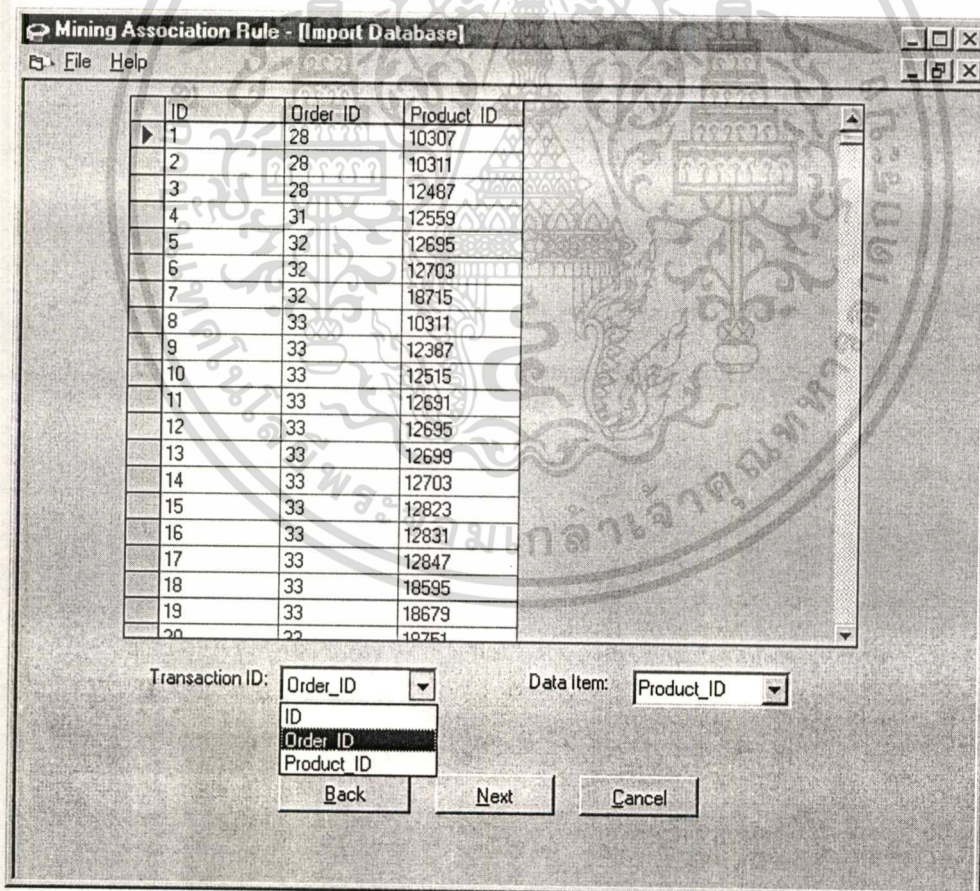 Mining Association Rule - [Import Database]
File Help
ID Order_ID Product_ID
1 28 10307
2 28 10311
3 28 12487
4 31 12559
5 32 12695
6 32 12703
7 32 18715
8 33 10311
9 33 12387
10 33 12515
11 33 12691
12 33 12695
13 33 12699
14 33 12703
15 33 12823
16 33 12831
17 33 12847
18 33 18595
19 33 18679
Transaction ID: Order_ID Data Item: Product_ID
ID
Order_ID
Product_ID
Back Next Cancel